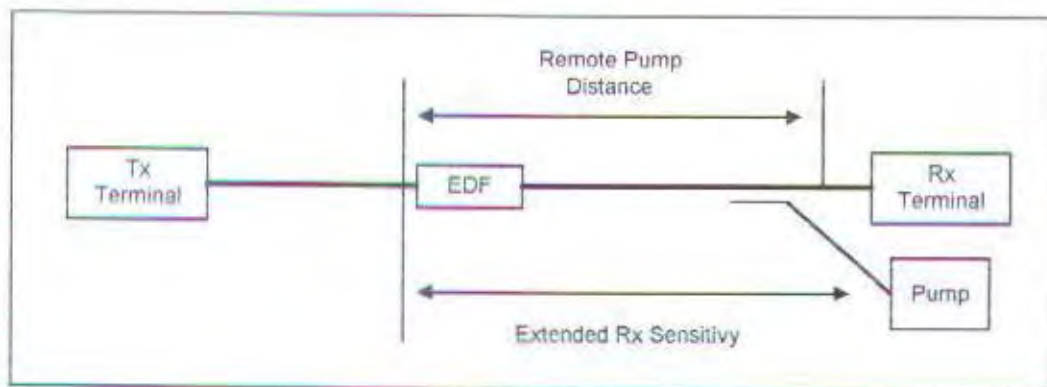 Remote Pump
Distance
Tx
Terminal
EDF
Rx
Terminal
Pump
Extended Rx Sensitivy